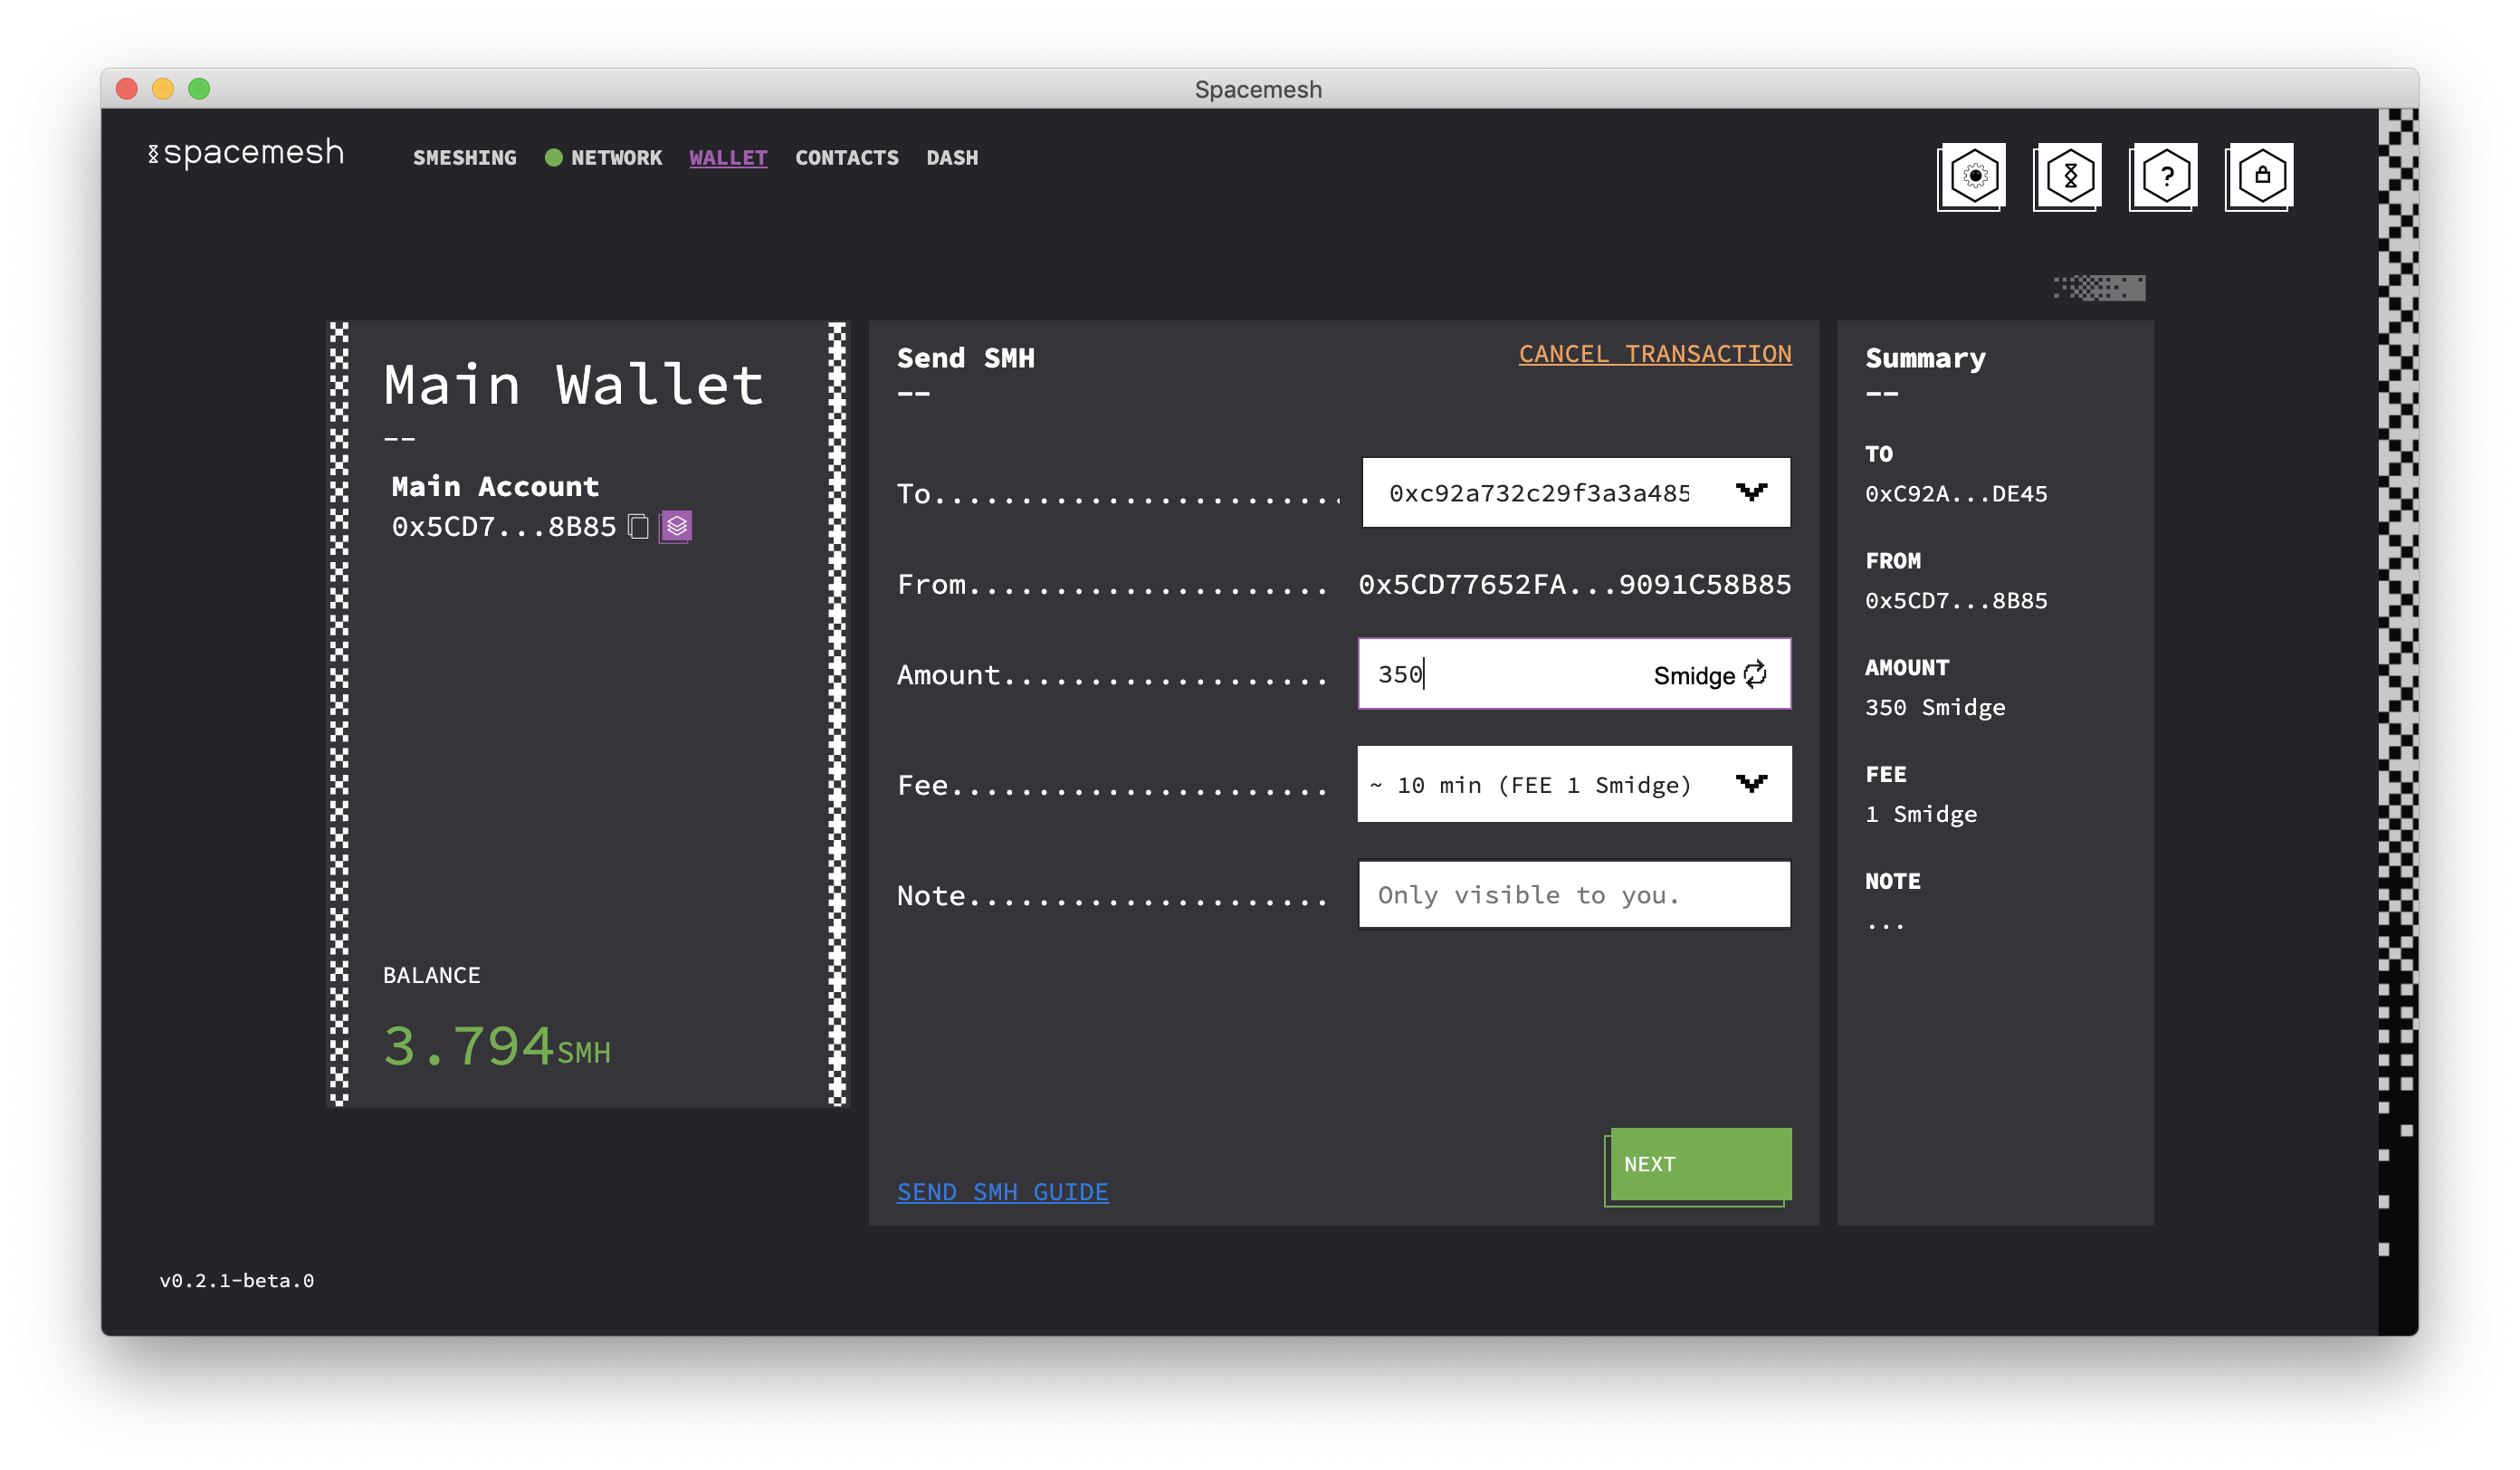 Spacemesh
spacemesh
SMESHING NETWORK WALLET CONTACTS DASH
?
Main Wallet
--
Main Account
0x5CD7...8B85
BALANCE
3.794SMH
Send SMH
--
CANCEL TRANSACTION
To........................ 0xc92a732c29f3a3a485
From..................... 0x5CD77652FA...9091C58B85
Amount................... 350 Smidge
Fee...................... ~ 10 min (FEE 1 Smidge)
Note..................... Only visible to you.
SEND SMH GUIDE
NEXT
Summary
--
TO
0xC92A...DE45
FROM
0x5CD7...8B85
AMOUNT
350 Smidge
FEE
1 Smidge
NOTE
...
v0.2.1-beta.0